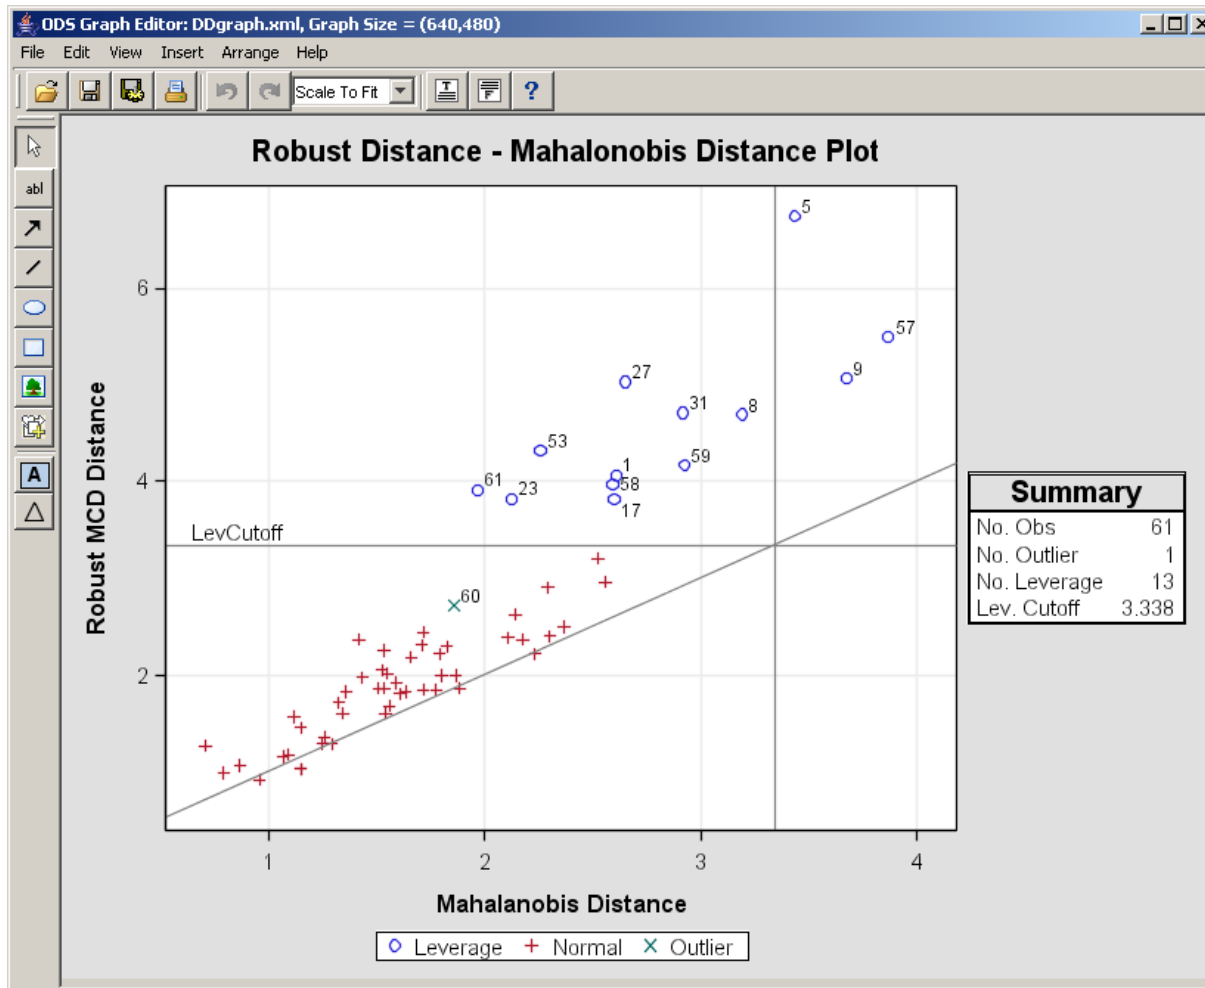 ODS Graph Editor: DDgraph.xml, Graph Size = (640,480)
File Edit View Insert Arrange Help
Scale To Fit T ?
abl
A
Robust Distance - Mahalonobis Distance Plot
Robust MCD Distance
6
4
2
5
57
9
27
31
8
53
59
1
61
58
23
17
LevCutoff
60
1 2 3 4
Mahalanobis Distance
Leverage Normal Outlier
Summary
No. Obs 61
No. Outlier 1
No. Leverage 13
Lev. Cutoff 3.338